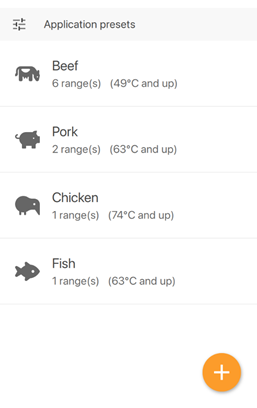 Application presets
Beef
6 range(s) (49°C and up)
Pork
2 range(s) (63°C and up)
Chicken
1 range(s) (74°C and up)
Fish
1 range(s) (63°C and up)